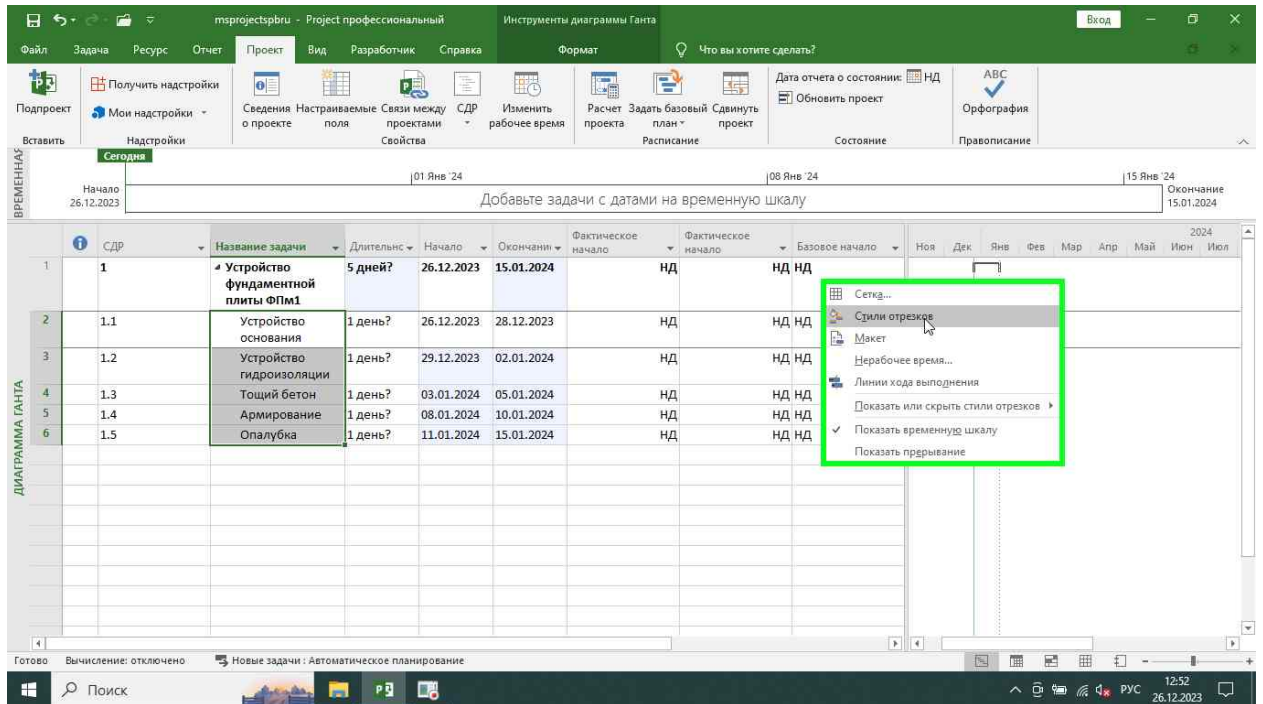 msprojectspbru - Project профессиональный
Инструменты диаграммы Ганта
Вход
Файл Задача Ресурс Отчет Проект Вид Разработчик Справка Формат Что вы хотите сделать?
Подпроект
Получить надстройки
Мои надстройки
Сведения о проекте
Настраиваемые поля
Связи между проектами
СДР
Изменить рабочее время
Расчет проекта
Задать базовый план
Сдвинуть проект
Дата отчета о состоянии: НД
Обновить проект
ABC
Орфография
Вставить Надстройки Свойства Расписание Состояние Правописание
ВРЕМЕННАЯ
Сегодня
01 Янв '24 08 Янв '24 15 Янв '24
Начало
26.12.2023
Добавьте задачи с датами на временную шкалу
Окончание
15.01.2024
СДР Название задачи Длительнс Начало Окончани Фактическое начало Фактическое начало Базовое начало
2024
Ноя Дек Янв Фев Мар Апр Май Июн Июл
1 1 Устройство фундаментной плиты ФПм1 5 дней? 26.12.2023 15.01.2024 НД НД НД
2 1.1 Устройство основания 1 день? 26.12.2023 28.12.2023 НД НД НД
3 1.2 Устройство гидроизоляции 1 день? 29.12.2023 02.01.2024 НД НД НД
4 1.3 Тощий бетон 1 день? 03.01.2024 05.01.2024 НД НД НД
5 1.4 Армирование 1 день? 08.01.2024 10.01.2024 НД НД НД
6 1.5 Опалубка 1 день? 11.01.2024 15.01.2024 НД НД НД
Сетка...
Стили отрезков
Макет
Нерабочее время...
Линии хода выполнения
Показать или скрыть стили отрезков
Показать временную шкалу
Показать прерывание
ДИАГРАММА ГАНТА
Готово Вычисление: отключено Новые задачи : Автоматическое планирование
Поиск
РУС
12:52
26.12.2023